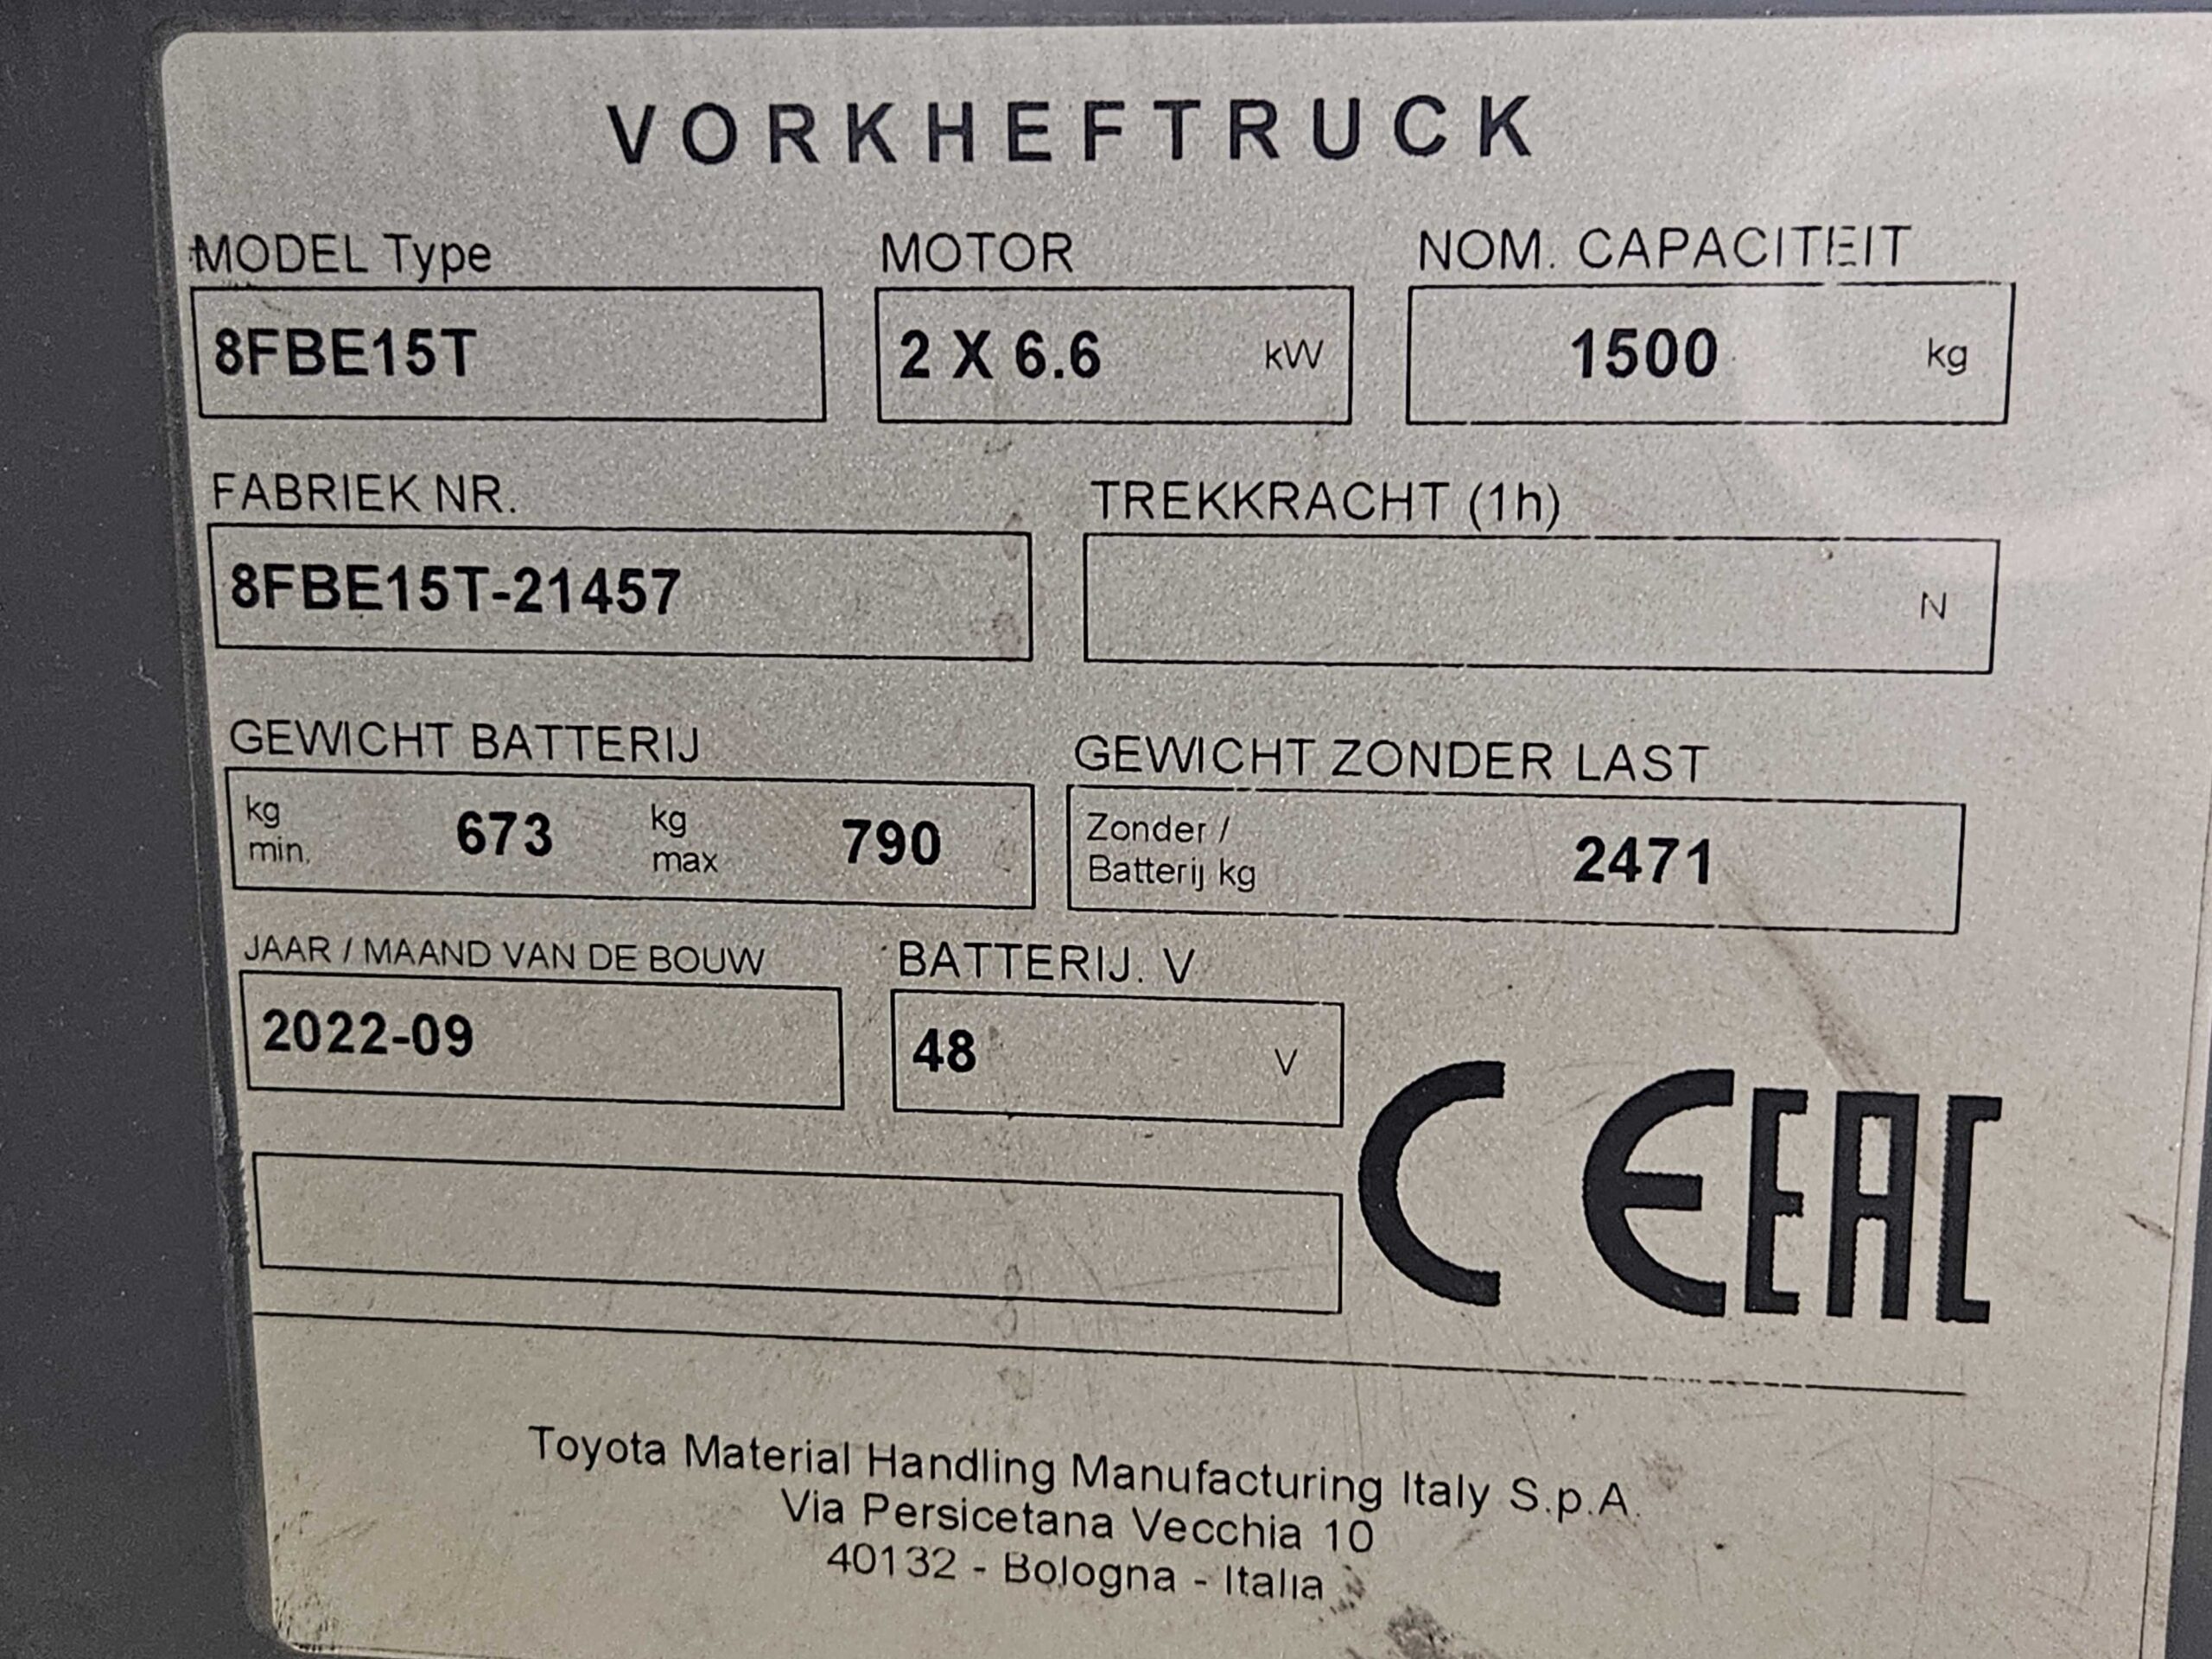 VORKHEFTRUCK
MODEL Type MOTOR NOM. CAPACITEIT
8FBE15T 2 X 6.6 kW 1500 kg
FABRIEK NR. TREKKRACHT (1h)
8FBE15T-21457 N
GEWICHT BATTERIJ GEWICHT ZONDER LAST
kg min. 673 kg max 790 Zonder / Batterij kg 2471
JAAR / MAAND VAN DE BOUW BATTERIJ. V
2022-09 48 V
CE EAC
Toyota Material Handling Manufacturing Italy S.p.A.
Via Persicetana Vecchia 10
40132 - Bologna - Italia